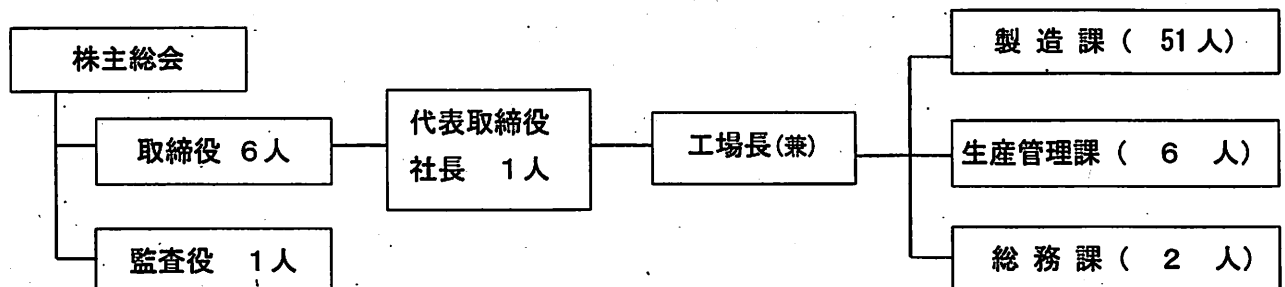 株主総会
取締役 6人
監査役 1人
代表取締役
社長 1人
工場長(兼)
製造課( 51人)
生産管理課( 6 人)
総務課( 2 人)